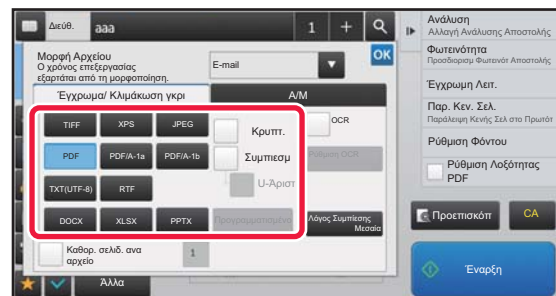 Διεύθ. aaa 1 +
Μορφή Αρχείου
Ο χρόνος επεξεργασίας
εξαρτάται από τη μορφοποίηση.
E-mail
OK
Έγχρωμα/ Κλιμάκωση γκρι
Α/Μ
TIFF XPS JPEG
Κρυπτ.
OCR
PDF PDF/A-1a PDF/A-1b
Συμπιεσμ
Ρύθμιση OCR
TXT(UTF-8) RTF
U-Άριστ
DOCX XLSX PPTX
Προγραμματισμένο
Λόγος Συμπίεσης
Μεσαία
Καθορ. σελιδ. ανα
αρχείο
1
Άλλα
Ανάλυση
Αλλαγή Ανάλυσης Αποστολής
Φωτεινότητα
Προσδιορισμ Φωτεινότ Αποστολής
Έγχρωμη Λειτ.
Παρ. Κεν. Σελ.
Παράλειψη Κενής Σελ στο Πρωτότ
Ρύθμιση Φόντου
Ρύθμιση Λοξότητας
PDF
Προεπισκόπ
CA
Έναρξη